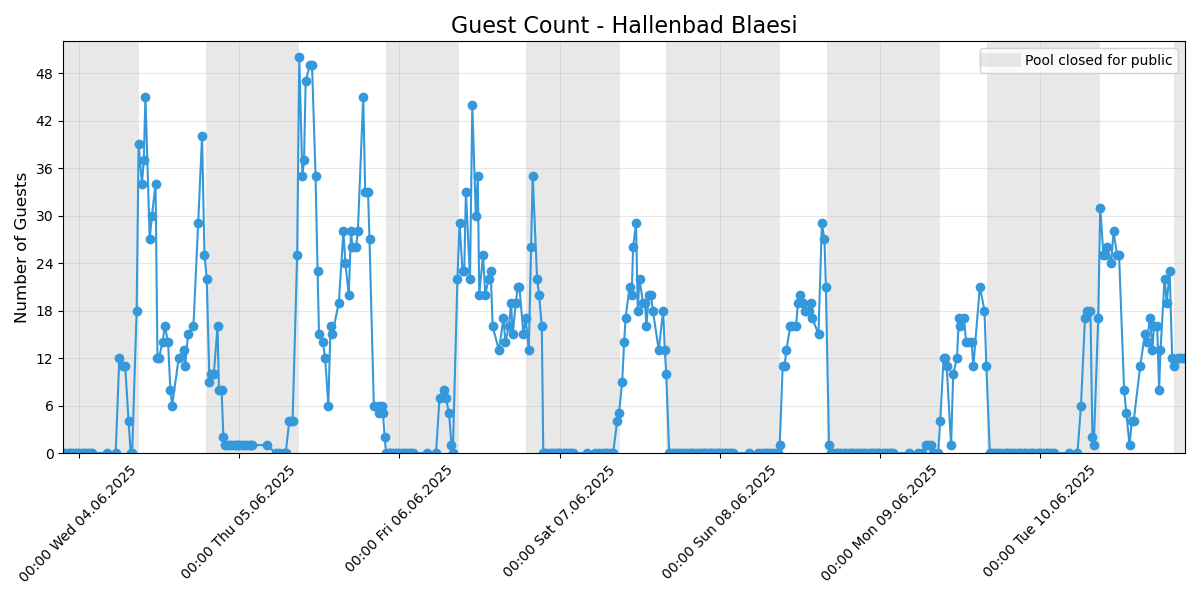 Guest Count - Hallenbad Blaesi
Pool closed for public
Number of Guests
48
42
36
30
24
18
12
6
0
00:00 Wed 04.06.2025
00:00 Thu 05.06.2025
00:00 Fri 06.06.2025
00:00 Sat 07.06.2025
00:00 Sun 08.06.2025
00:00 Mon 09.06.2025
00:00 Tue 10.06.2025